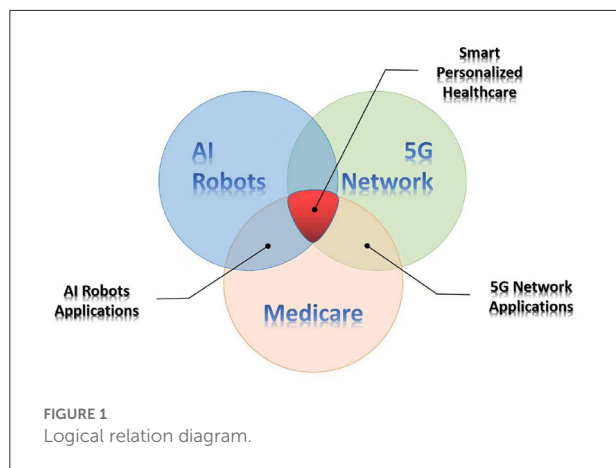 Smart
Personalized
Healthcare
AI
Robots
5G
Network
AI Robots
Applications
5G Network
Applications
Medicare
FIGURE 1
Logical relation diagram.